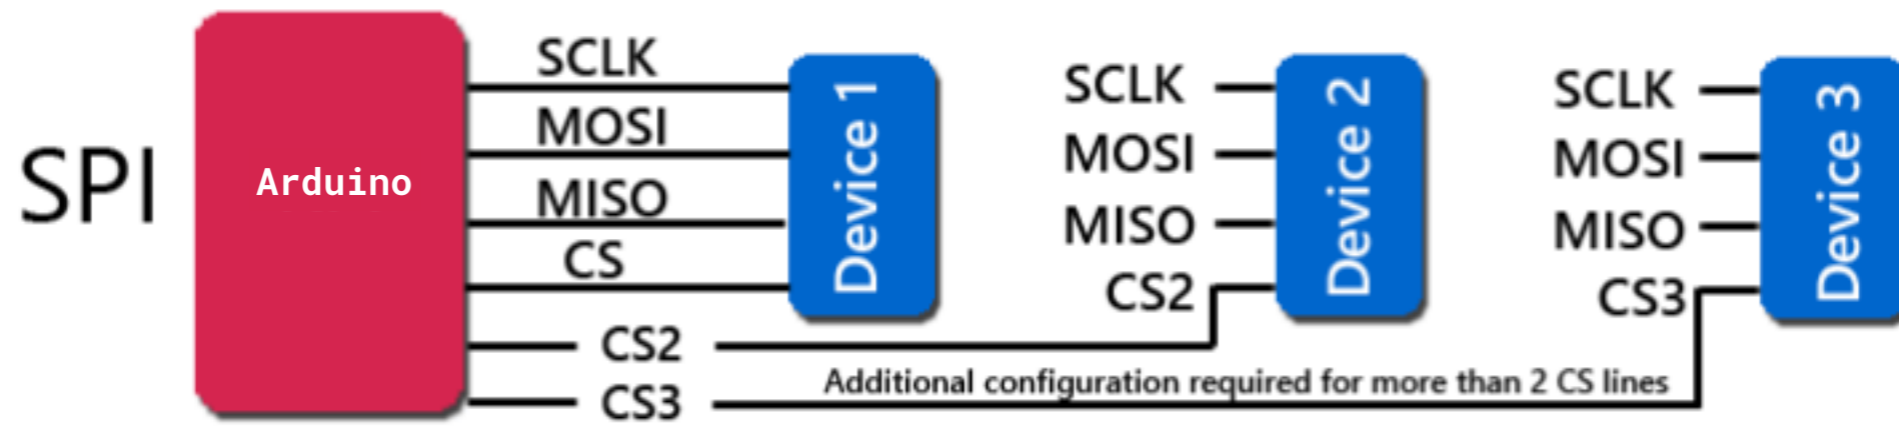 SPI
Arduino
SCLK
MOSI
MISO
CS
CS2
CS3
Device 1
SCLK
MOSI
MISO
CS2
Device 2
SCLK
MOSI
MISO
CS3
Device 3
Additional configuration required for more than 2 CS lines